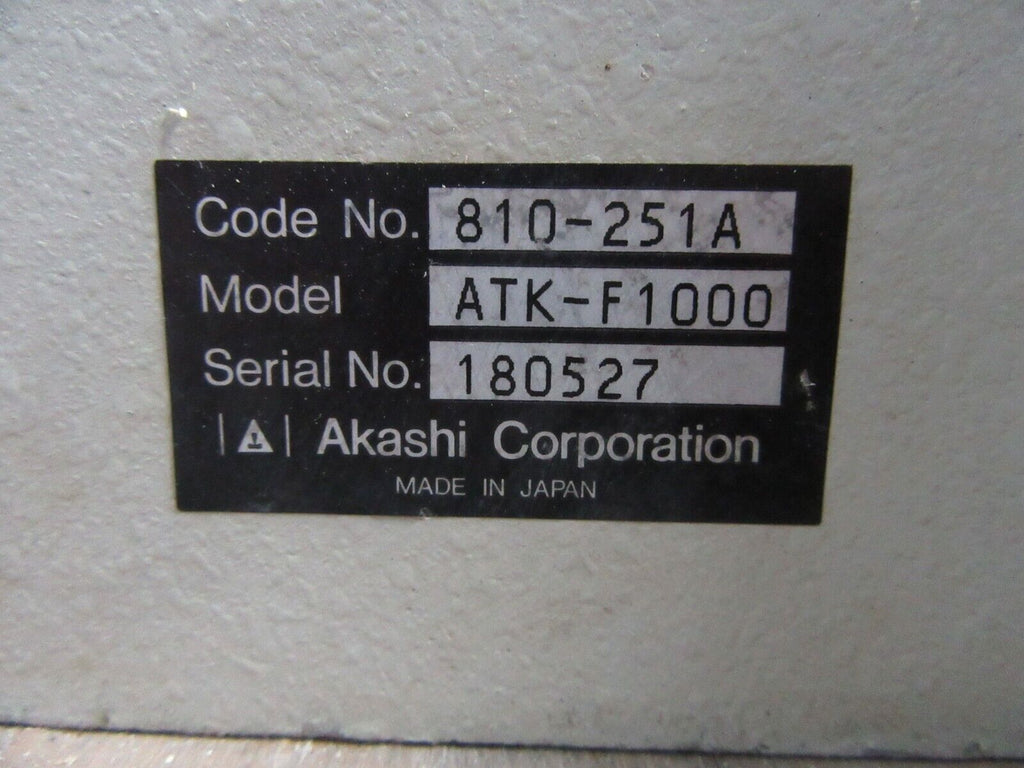 Code No. 810-251A
Model ATK-F1000
Serial No. 180527
Akashi Corporation
MADE IN JAPAN